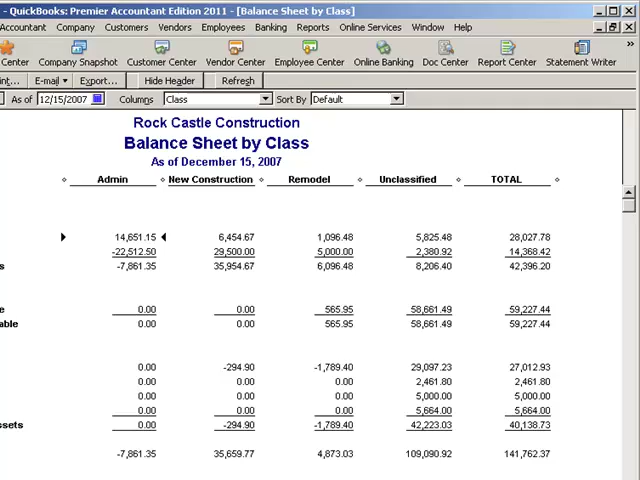 - QuickBooks: Premier Accountant Edition 2011 - [Balance Sheet by Class]
Accountant Company Customers Vendors Employees Banking Reports Online Services Window Help
Center Company Snapshot Customer Center Vendor Center Employee Center Online Banking Doc Center Report Center Statement Writer »
int... E-mail Export... Hide Header Refresh
As of 12/15/2007 Columns Class Sort By Default
Rock Castle Construction
Balance Sheet by Class
As of December 15, 2007
Admin New Construction Remodel Unclassified TOTAL
14,651.15 6,454.67 1,096.48 5,825.48 28,027.78
-22,512.50 29,500.00 5,000.00 2,380.92 14,368.42
s -7,861.35 35,954.67 6,096.48 8,206.40 42,396.20
e 0.00 0.00 565.95 58,661.49 59,227.44
able 0.00 0.00 565.95 58,661.49 59,227.44
0.00 -294.90 -1,789.40 29,097.23 27,012.93
0.00 0.00 0.00 2,461.80 2,461.80
0.00 0.00 0.00 5,000.00 5,000.00
0.00 0.00 0.00 5,664.00 5,664.00
ssets 0.00 -294.90 -1,789.40 42,223.03 40,138.73
-7,861.35 35,659.77 4,873.03 109,090.92 141,762.37